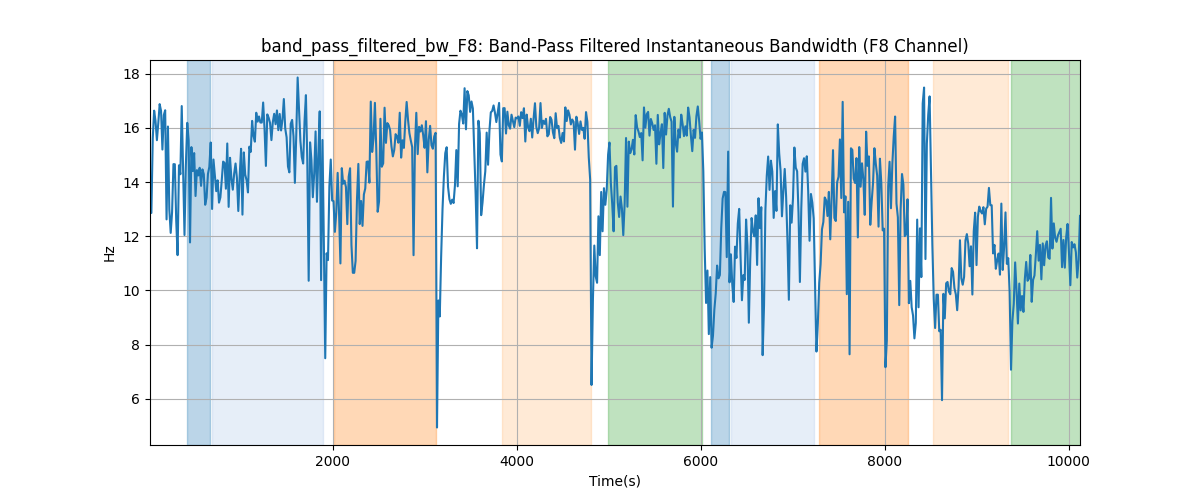 band_pass_filtered_bw_F8: Band-Pass Filtered Instantaneous Bandwidth (F8 Channel)
18
16
14
12
10
8
6
Hz
2000 4000 6000 8000 10000
Time(s)